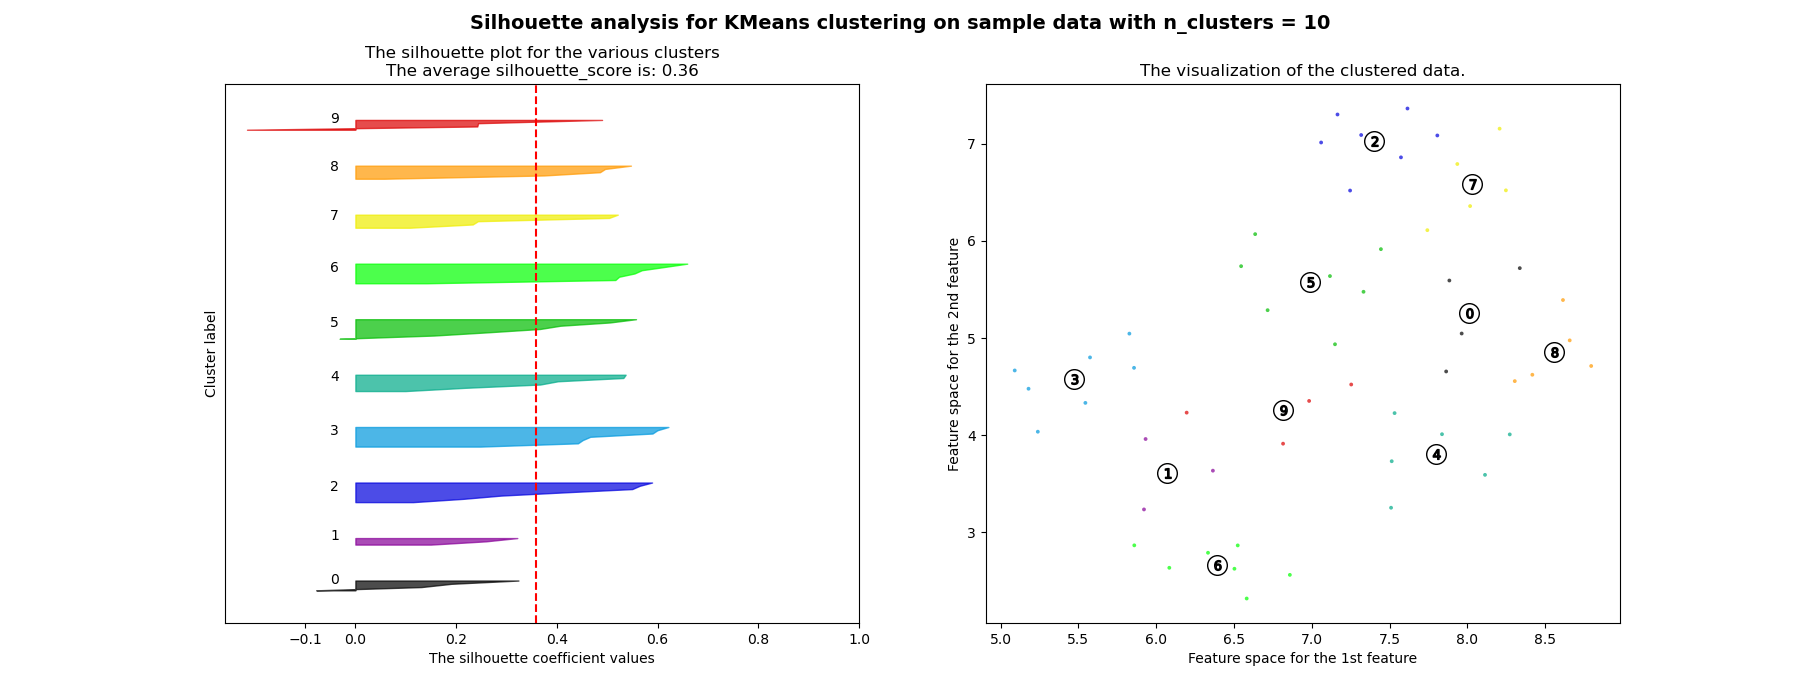 Silhouette analysis for KMeans clustering on sample data with n_clusters = 10
The silhouette plot for the various clusters
The average silhouette_score is: 0.36
9
8
7
6
5
4
3
2
1
0
Cluster label
−0.1 0.0 0.2 0.4 0.6 0.8 1.0
The silhouette coefficient values
The visualization of the clustered data.
7
6
5
4
3
Feature space for the 2nd feature
2
7
5
0
8
3
9
4
1
6
5.0 5.5 6.0 6.5 7.0 7.5 8.0 8.5
Feature space for the 1st feature